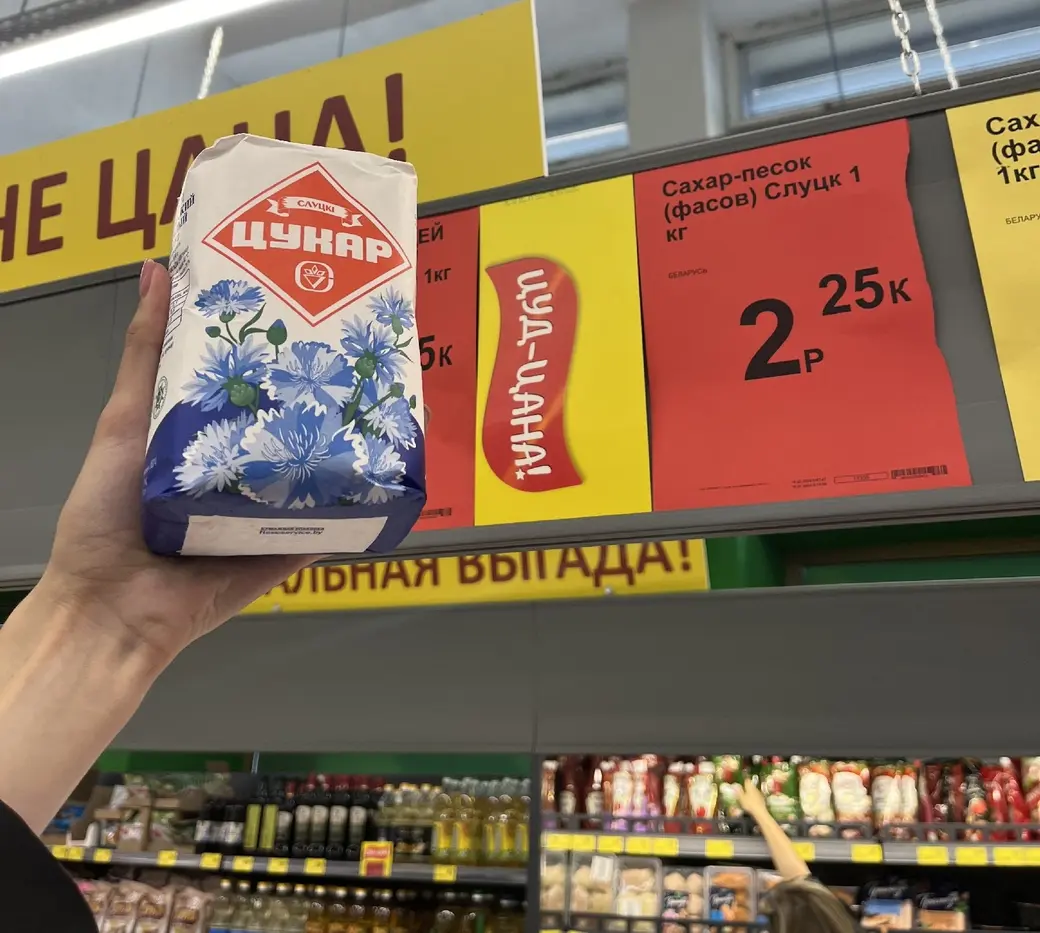 НЕ ЦАНА!
СЛУЦКІ
ЦУКАР
ЕЙ
1кг
5к
ЦУД-ЦАНА!
Сахар-песок
(фасов) Слуцк 1
кг
БЕЛАРУСЬ
2р 25к
Сах
(фа
1кг
БЕЛАРУ
АЛЬНАЯ ВЫГАДА!